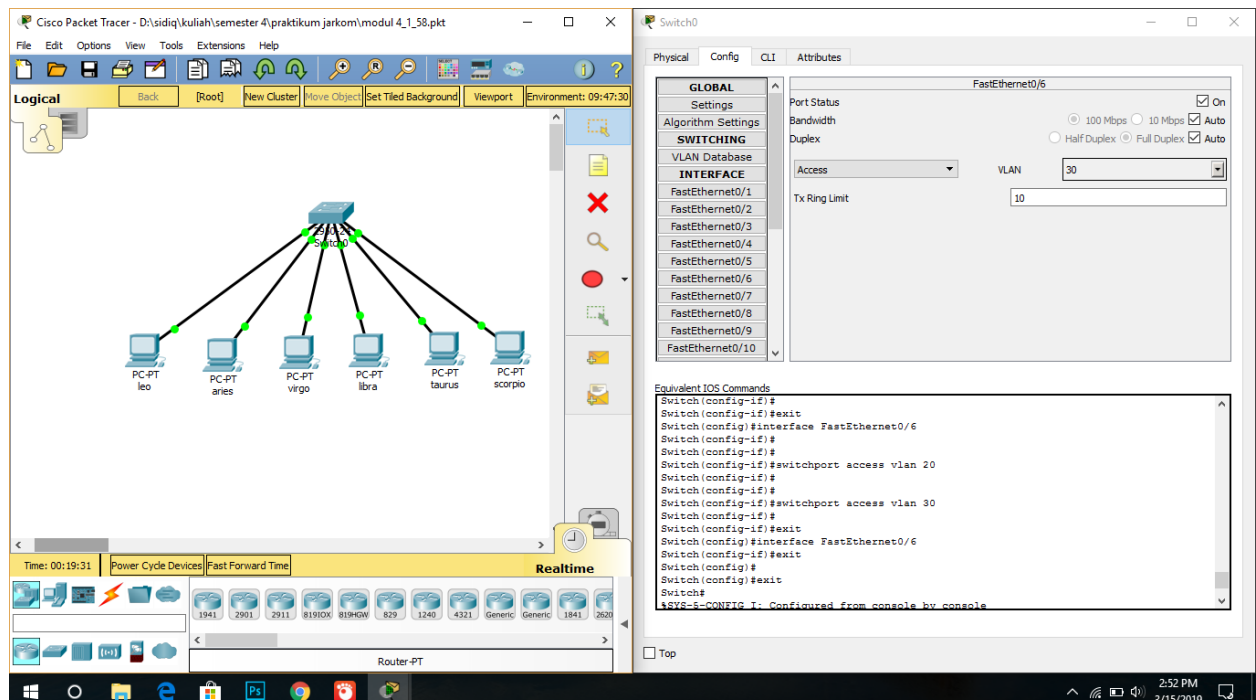 Cisco Packet Tracer - D:\sidiq\kuliah\semester 4\praktikum jarkom\modul 4_1_58.pkt
File Edit Options View Tools Extensions Help
Logical Back [Root] New Cluster Move Object Set Tiled Background Viewport Environment: 09:47:30
2950-24
Switch0
PC-PT
leo
PC-PT
aries
PC-PT
virgo
PC-PT
libra
PC-PT
taurus
PC-PT
scorpio
Time: 00:19:31 Power Cycle Devices Fast Forward Time Realtime
1941 2901 2911 819IOX 819HGW 829 1240 4321 Generic Generic 1841 2620
Router-PT
Switch0
Physical Config CLI Attributes
GLOBAL
Settings
Algorithm Settings
SWITCHING
VLAN Database
INTERFACE
FastEthernet0/1
FastEthernet0/2
FastEthernet0/3
FastEthernet0/4
FastEthernet0/5
FastEthernet0/6
FastEthernet0/7
FastEthernet0/8
FastEthernet0/9
FastEthernet0/10
FastEthernet0/6
Port Status On
Bandwidth 100 Mbps 10 Mbps Auto
Duplex Half Duplex Full Duplex Auto
Access VLAN 30
Tx Ring Limit 10
Equivalent IOS Commands
Switch(config-if)#
Switch(config-if)#exit
Switch(config)#interface FastEthernet0/6
Switch(config-if)#
Switch(config-if)#
Switch(config-if)#switchport access vlan 20
Switch(config-if)#
Switch(config-if)#
Switch(config-if)#switchport access vlan 30
Switch(config-if)#
Switch(config-if)#exit
Switch(config)#interface FastEthernet0/6
Switch(config-if)#exit
Switch(config)#
Switch(config)#exit
Switch#
%SYS-5-CONFIG_I: Configured from console by console
Top
Ps
2:52 PM
3/15/2019